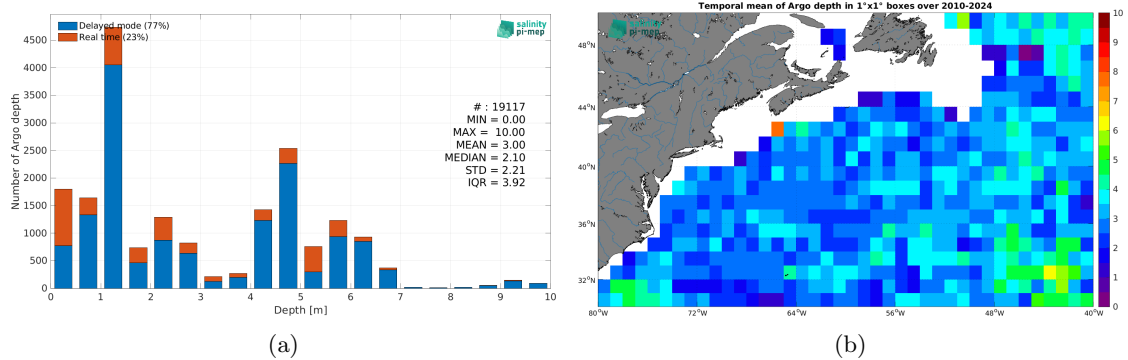 Delayed mode (77%)
Real time (23%)
salinity
pi-mep
# : 19117
MIN = 0.00
MAX = 10.00
MEAN = 3.00
MEDIAN = 2.10
STD = 2.21
IQR = 3.92
Number of Argo depth
4500
4000
3500
3000
2500
2000
1500
1000
500
0
0 1 2 3 4 5 6 7 8 9 10
Depth [m]
(a)
Temporal mean of Argo depth in 1°x1° boxes over 2010-2024
salinity
pi-mep
48°N
44°N
40°N
36°N
32°N
80°W 72°W 64°W 56°W 48°W 40°W
10
9
8
7
6
5
4
3
2
1
0
(b)